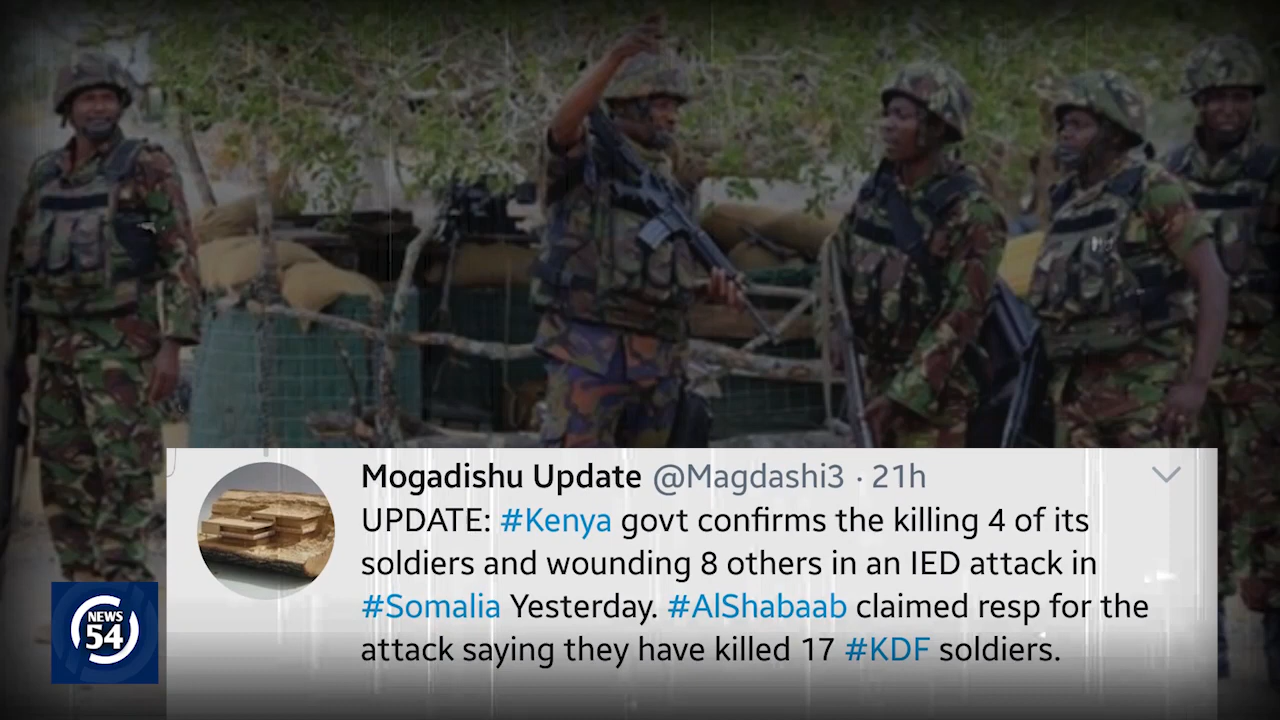 Mogadishu Update @Magdashi3 · 21h
UPDATE: #Kenya govt confirms the killing 4 of its
soldiers and wounding 8 others in an IED attack in
#Somalia Yesterday. #AlShabaab claimed resp for the
attack saying they have killed 17 #KDF soldiers.
NEWS
54